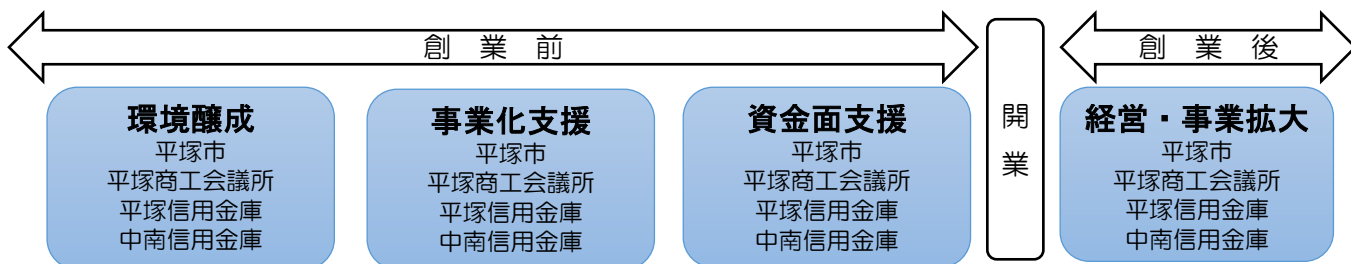 創業前
創業後
環境醸成
平塚市
平塚商工会議所
平塚信用金庫
中南信用金庫
事業化支援
平塚市
平塚商工会議所
平塚信用金庫
中南信用金庫
資金面支援
平塚市
平塚商工会議所
平塚信用金庫
中南信用金庫
開業
経営・事業拡大
平塚市
平塚商工会議所
平塚信用金庫
中南信用金庫